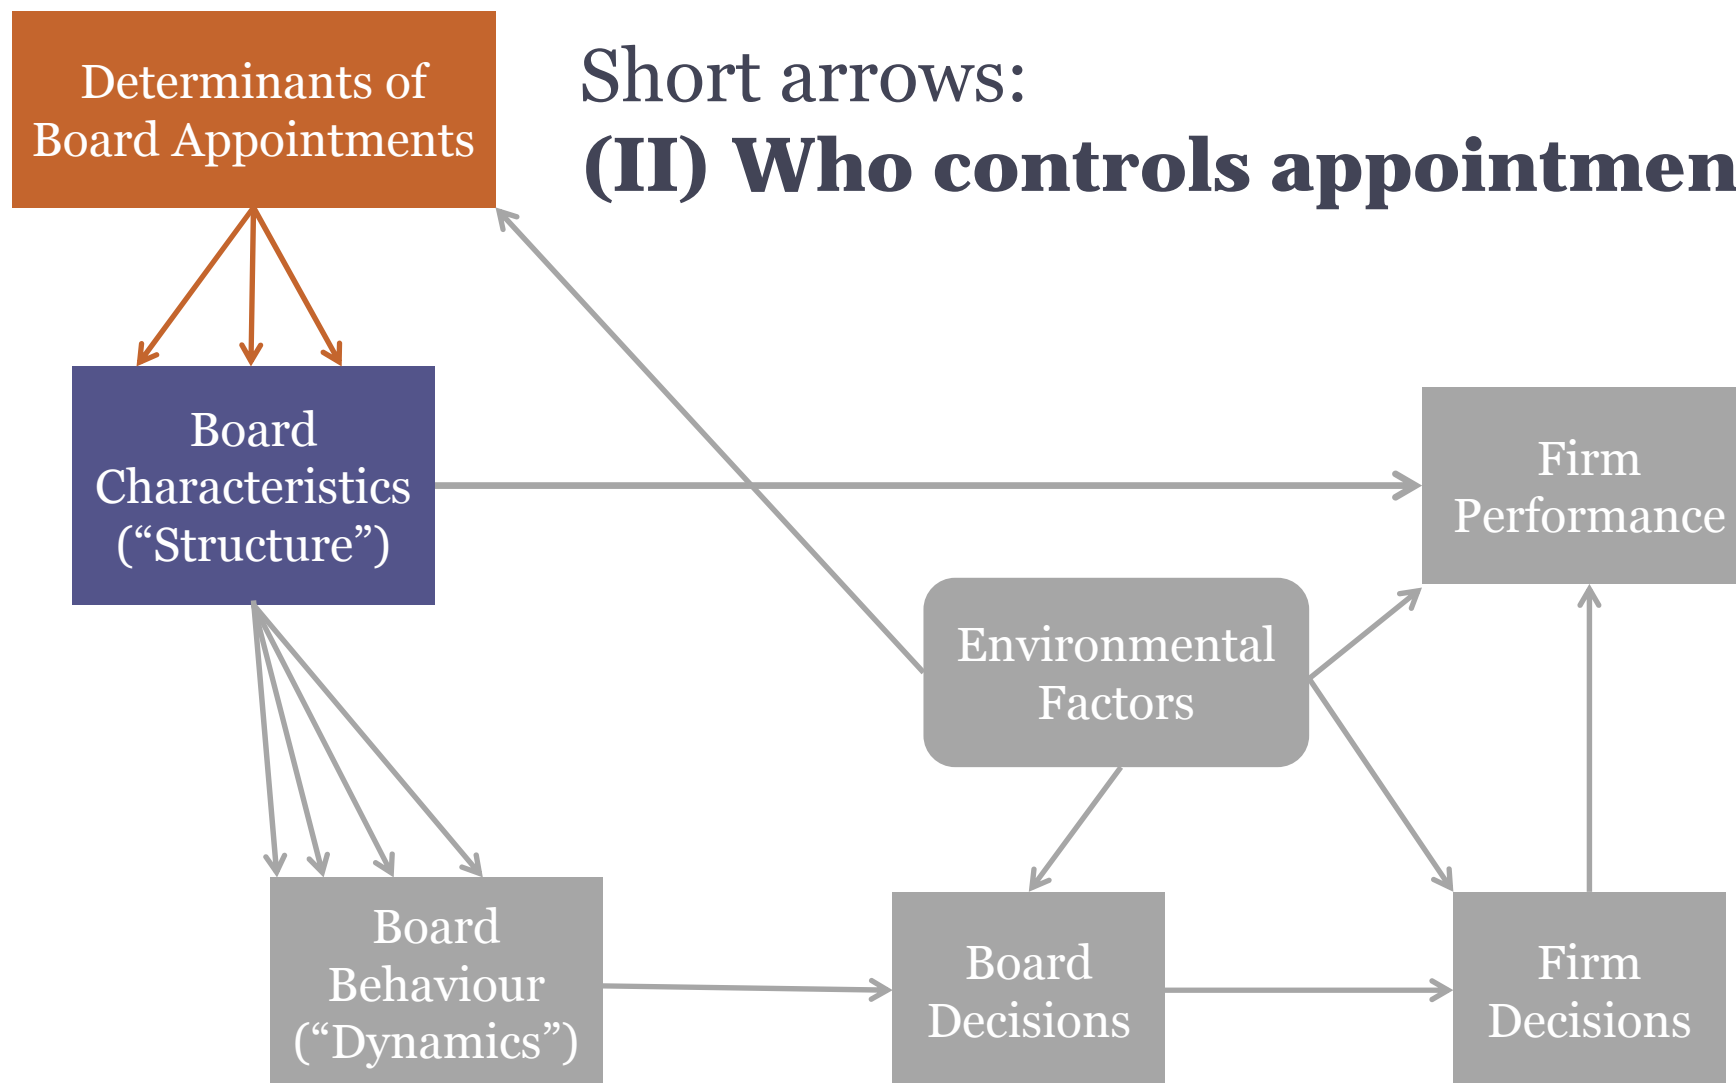 Determinants of
Board Appointments
Short arrows:
(II) Who controls appointmen
Board
Characteristics
(“Structure”)
Firm
Performance
Environmental
Factors
Board
Behaviour
(“Dynamics”)
Board
Decisions
Firm
Decisions